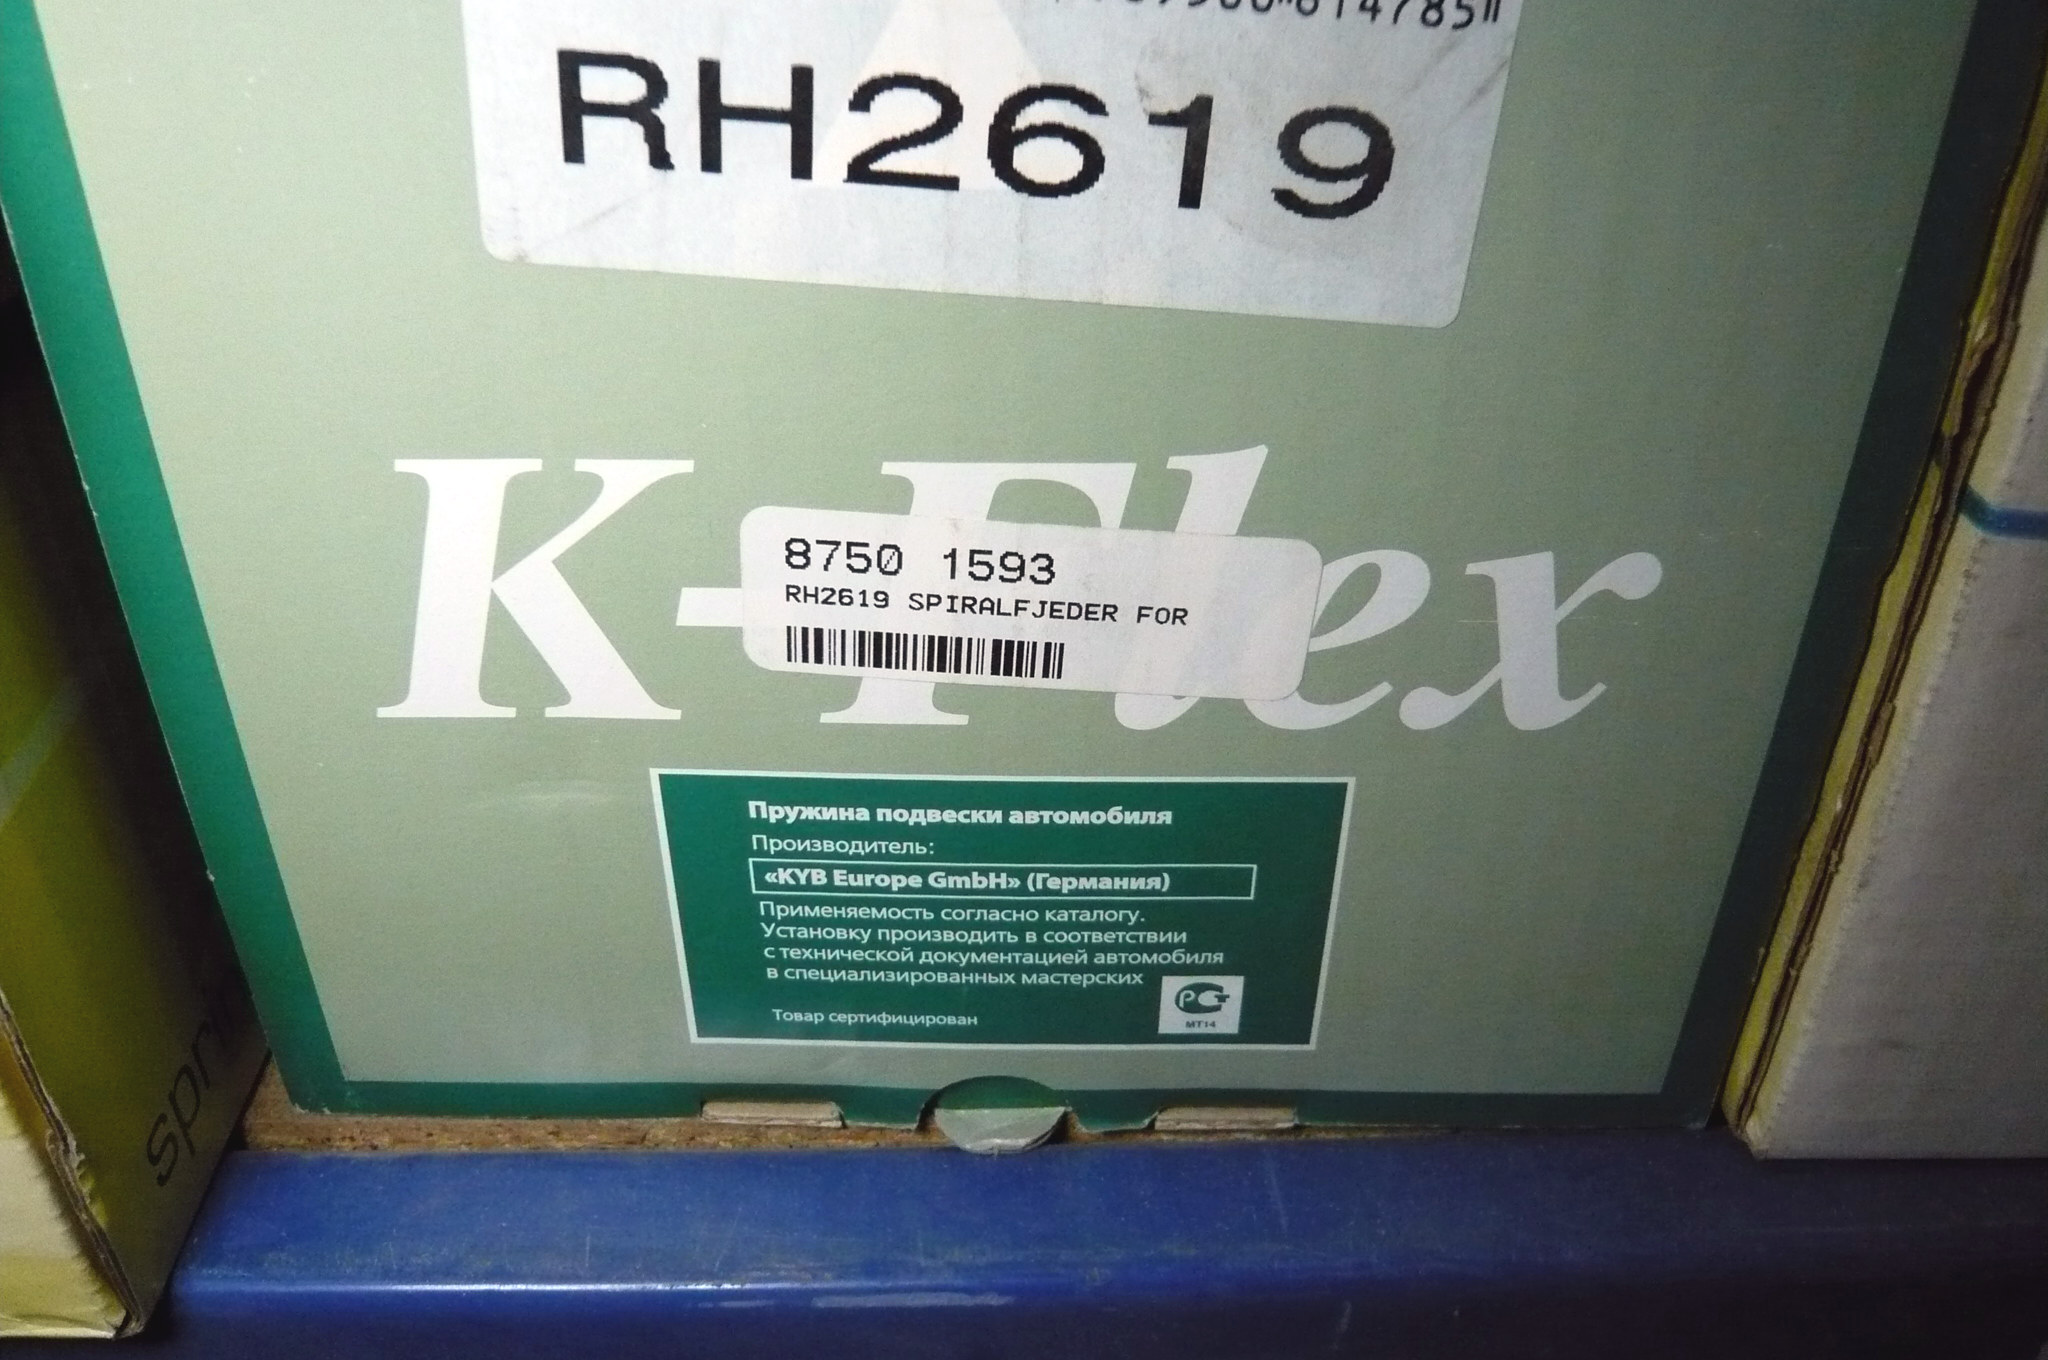 RH2619
K-Flex
8750 1593
RH2619 SPIRALFJEDER FOR
Пружина подвески автомобиля
Производитель:
«KYB Europe GmbH» (Германия)
Применяемость согласно каталогу.
Установку производить в соответствии
с технической документацией автомобиля
в специализированных мастерских
Товар сертифицирован
МТ14